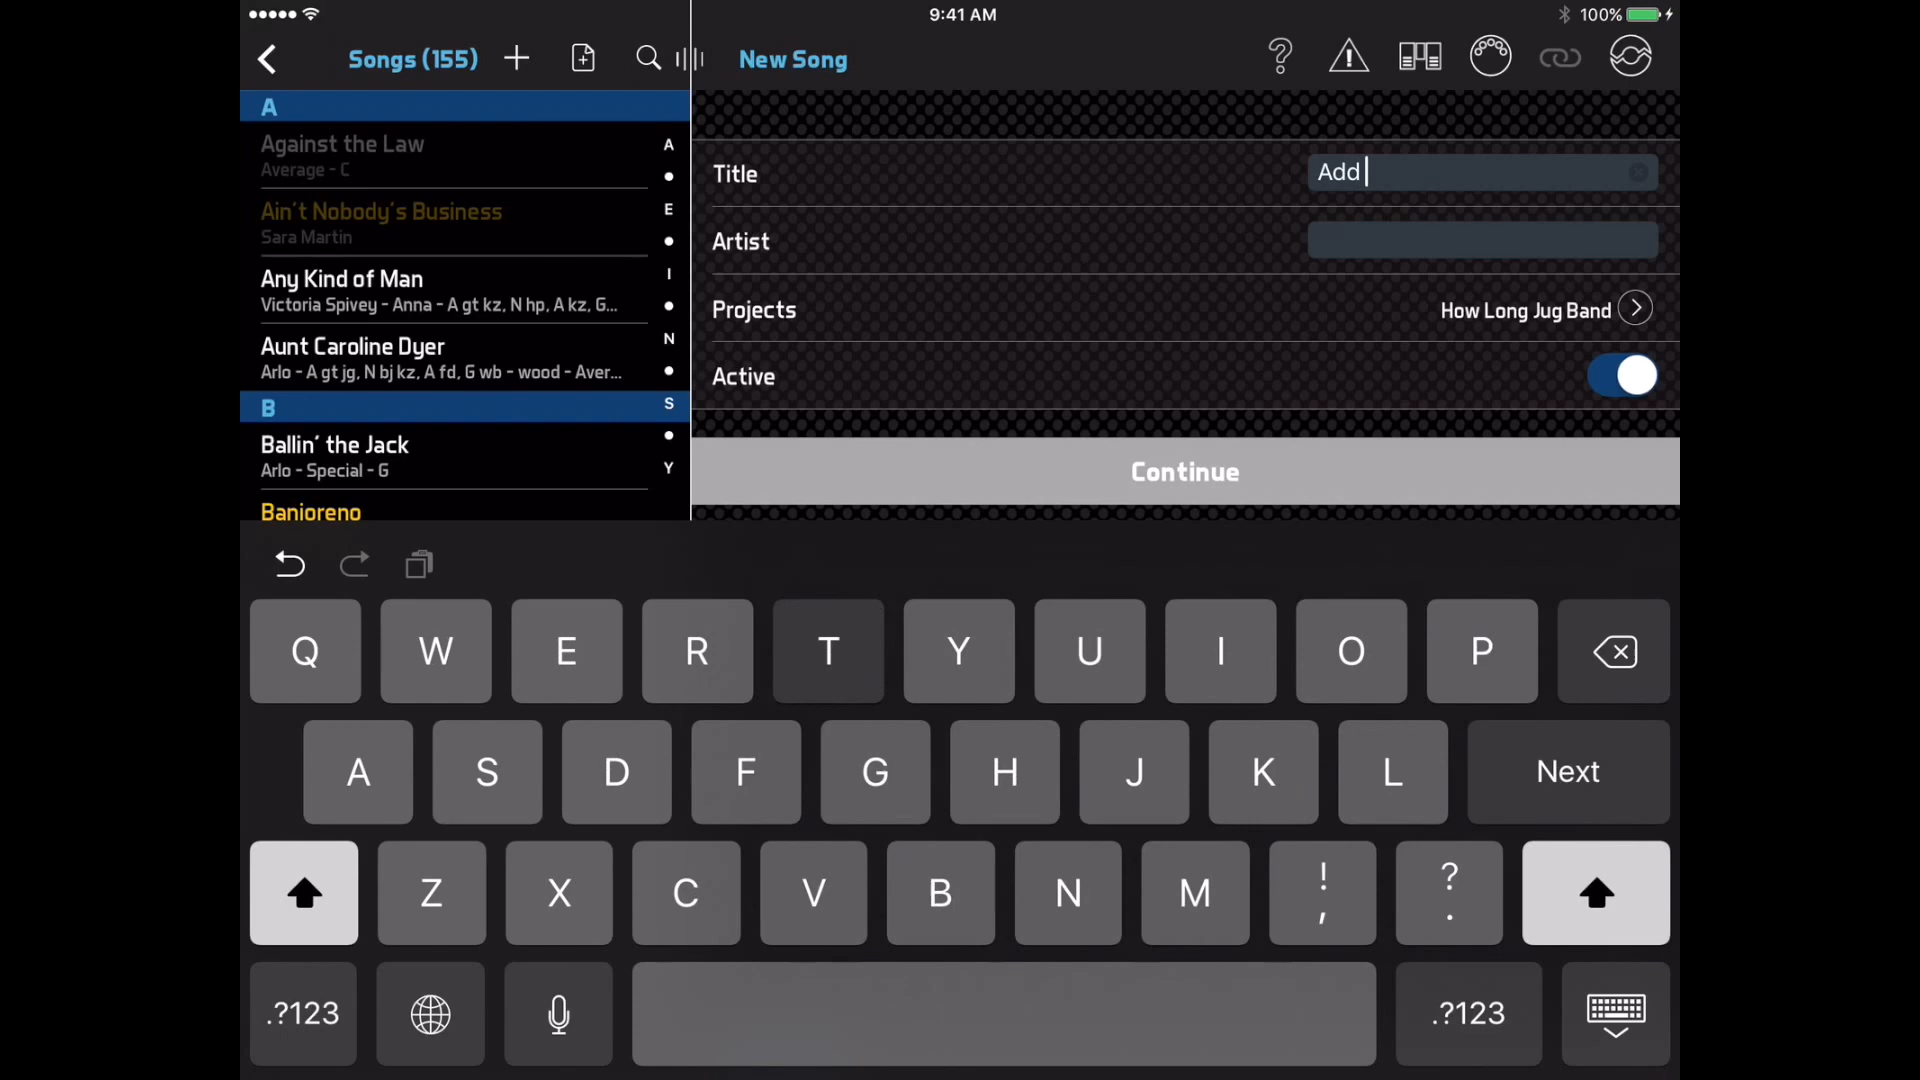 9:41 AM
100%
Songs (155)
New Song
A
Against the Law
Average - C
Ain't Nobody's Business
Sara Martin
Any Kind of Man
Victoria Spivey - Anna - A gt kz, N hp, A kz, G...
Aunt Caroline Dyer
Arlo - A gt jg, N bj kz, A fd, G wb - wood - Aver...
B
Ballin' the Jack
Arlo - Special - G
Banjoreno
A
E
I
N
S
Y
Title
Add
Artist
Projects
How Long Jug Band
Active
Continue
Q W E R T Y U I O P
A S D F G H J K L Next
Z X C V B N M ! , ? .
.?123 .?123